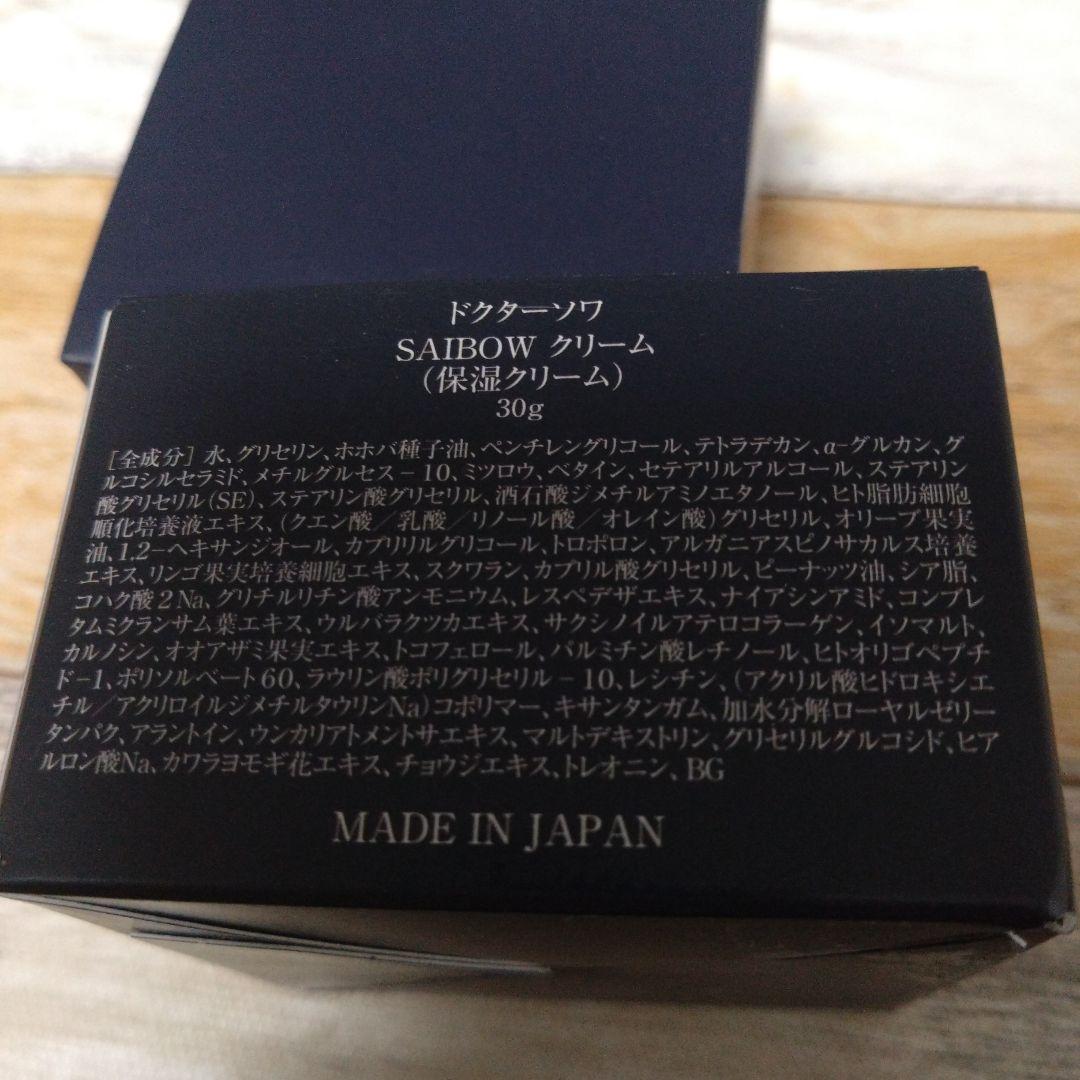 ドクターソワ
SAIBOW クリーム
（保湿クリーム）
30g
[全成分] 水、グリセリン、ホホバ種子油、ペンチレングリコール、テトラデカン、α-グルカン、グ
ルコシルセラミド、メチルグルセス-10、ミツロウ、ベタイン、セテアリルアルコール、ステアリン
酸グリセリル(SE)、ステアリン酸グリセリル、酒石酸ジメチルアミノエタノール、ヒト脂肪細胞
順化培養液エキス、(クエン酸／乳酸／リノール酸／オレイン酸)グリセリル、オリーブ果実
油、1,2-ヘキサンジオール、カプリリルグリコール、トロポロン、アルガニアスピノサカルス培養
エキス、リンゴ果実培養細胞エキス、スクワラン、カプリル酸グリセリル、ピーナッツ油、シア脂、
コハク酸2Na、グリチルリチン酸アンモニウム、レスペデザエキス、ナイアシンアミド、コンブレ
タムミクランサム葉エキス、ウルバラクツカエキス、サクシノイルアテロコラーゲン、イソマルト、
カルノシン、オオアザミ果実エキス、トコフェロール、パルミチン酸レチノール、ヒトオリゴペプチ
ド-1、ポリソルベート60、ラウリン酸ポリグリセリル-10、レシチン、(アクリル酸ヒドロキシエ
チル／アクリロイルジメチルタウリンNa)コポリマー、キサンタンガム、加水分解ローヤルゼリー
タンパク、アラントイン、ウンカリアトメントサエキス、マルトデキストリン、グリセリルグルコシド、ヒア
ルロン酸Na、カワラヨモギ花エキス、チョウジエキス、トレオニン、BG
MADE IN JAPAN